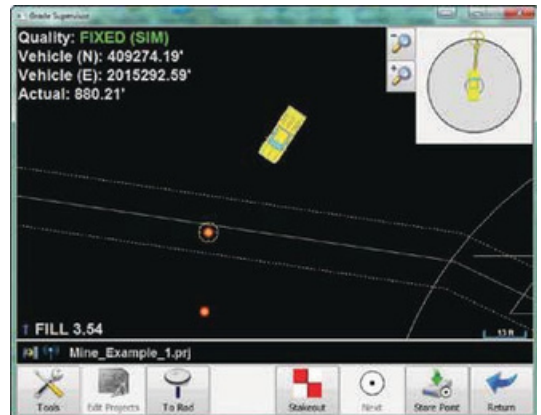 Grade Supervisor
Quality: FIXED (SIM)
Vehicle (N): 409274.19'
Vehicle (E): 2015292.59'
Actual: 880.21'
FILL 3.54
13 ft
Mine_Example_1.prj
Tools
Edit Projects
To Rod
Stakeout
Next
Store Point
Return